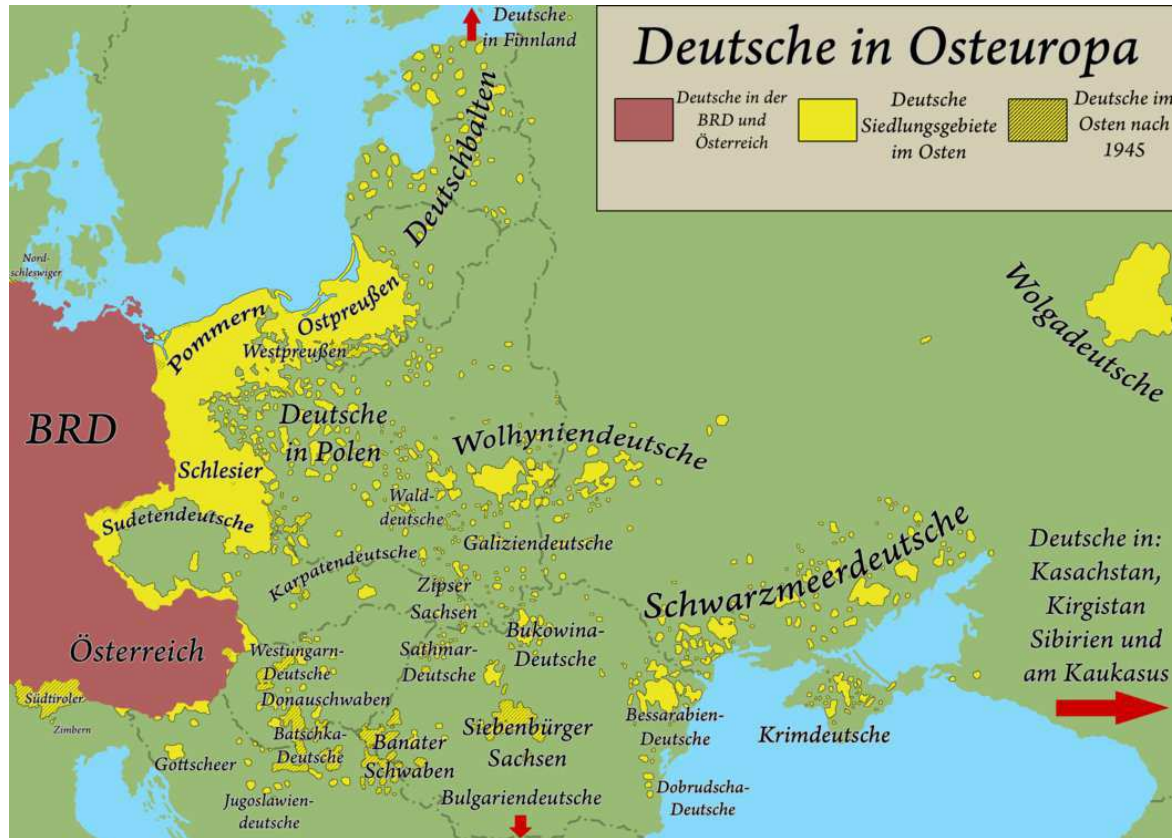 Deutsche
in Finnland
Deutsche in Osteuropa
Deutsche in der
BRD und
Österreich
Deutsche
Siedlungsgebiete
im Osten
Deutsche im
Osten nach
1945
Deutschbalten
Nord-
schleswiger
Pommern
Ostpreußen
Westpreußen
Wolgadeutsche
BRD
Deutsche
in Polen
Wolhyniendeutsche
Schlesier
Wald-
deutsche
Sudetendeutsche
Galiziendeutsche
Karpatendeutsche
Zipser
Sachsen
Schwarzmeerdeutsche
Deutsche in:
Kasachstan,
Kirgistan
Sibirien und
am Kaukasus
Österreich
Westungarn-
Deutsche
Sathmar-
Deutsche
Bukowina-
Deutsche
Südtiroler
Zimbern
Donauschwaben
Batschka-
Deutsche
Banater
Schwaben
Siebenbürger
Sachsen
Bessarabien-
Deutsche
Krimdeutsche
Gottscheer
Jugoslawien-
deutsche
Bulgariendeutsche
Dobrudscha-
Deutsche